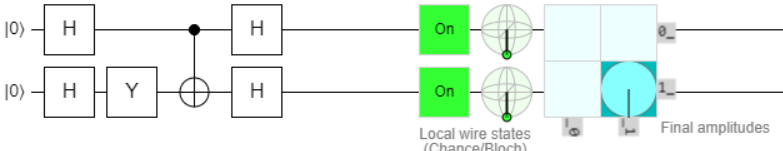 |0⟩ H H On 0_
|0⟩ H Y H On 1_
_0 _1
Local wire states
(Chance/Bloch)
Final amplitudes